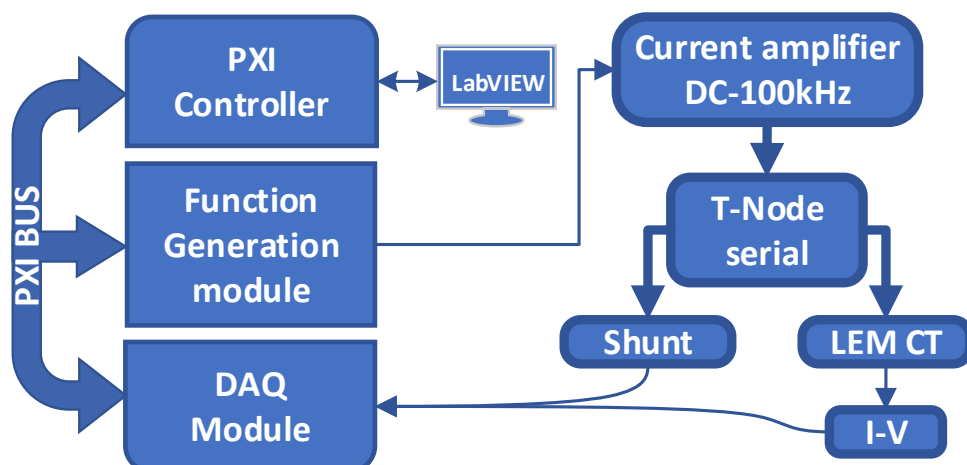 PXI
Controller
LabVIEW
Current amplifier
DC-100kHz
PXI BUS
Function
Generation
module
T-Node
serial
Shunt
LEM CT
DAQ
Module
I-V